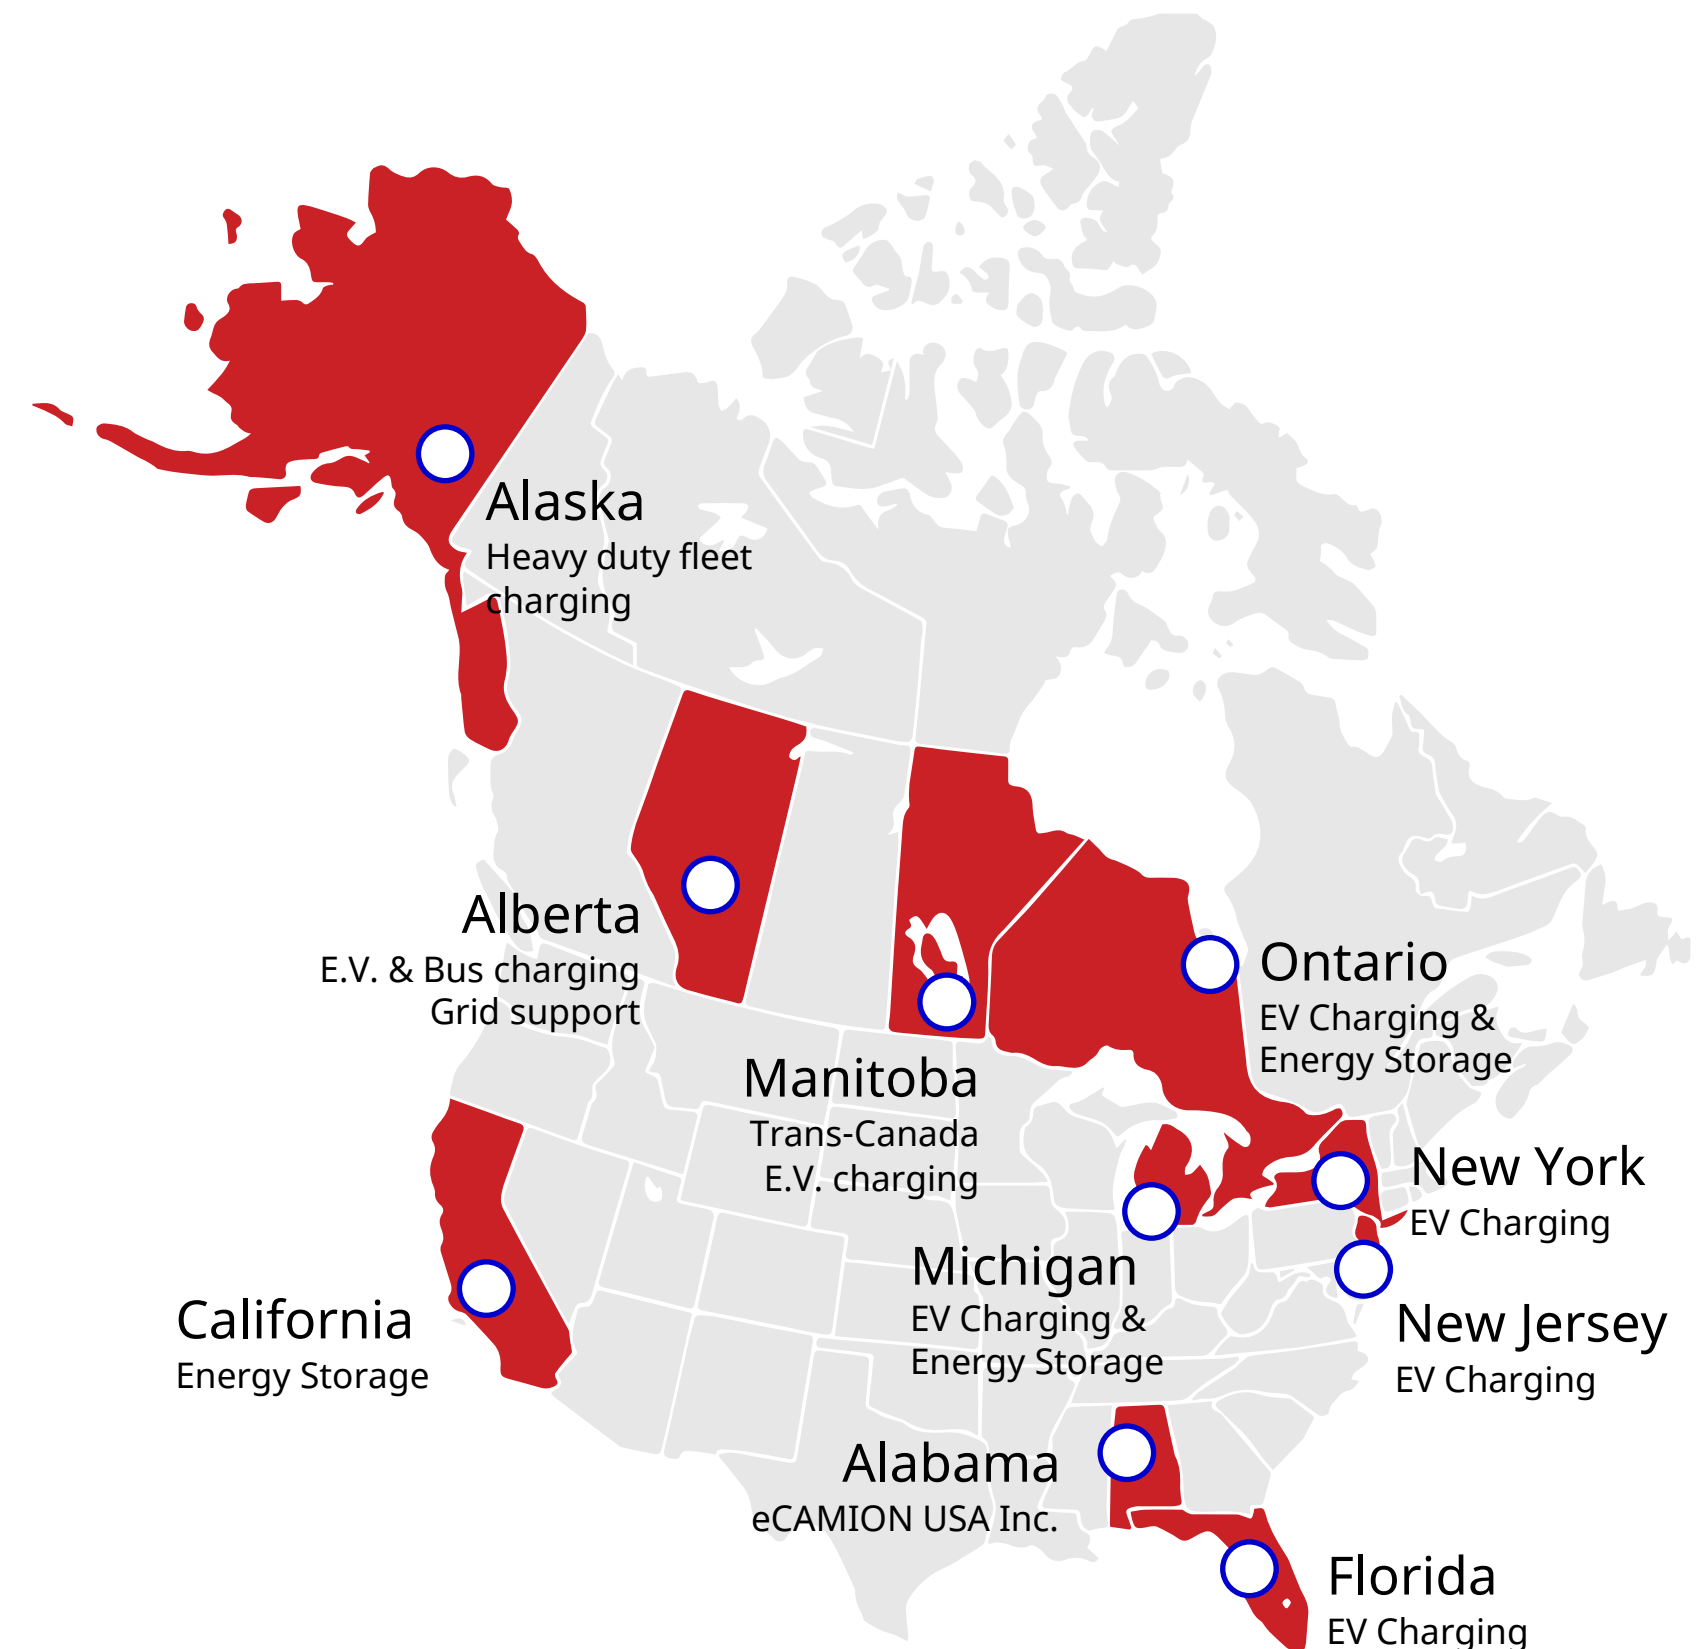 Alaska
Heavy duty fleet
charging
Alberta
E.V. & Bus charging
Grid support
Ontario
EV Charging &
Energy Storage
Manitoba
Trans-Canada
E.V. charging
New York
EV Charging
Michigan
EV Charging &
Energy Storage
California
Energy Storage
New Jersey
EV Charging
Alabama
eCAMION USA Inc.
Florida
EV Charging